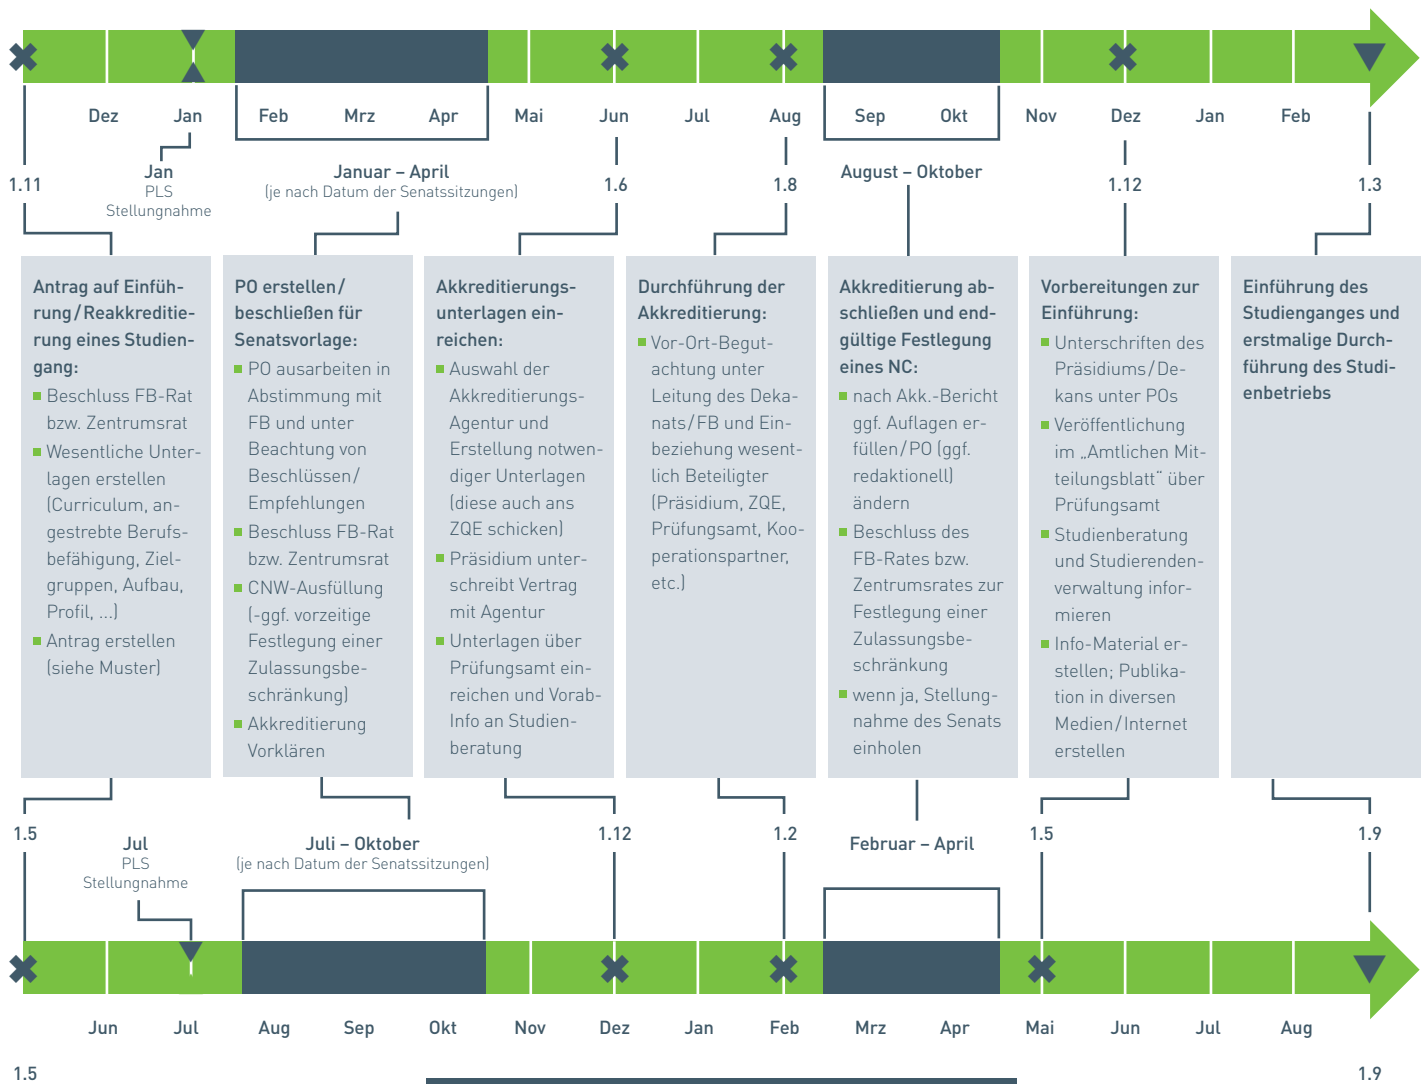 Dez Jan Feb Mrz Apr Mai Jun Jul Aug Sep Okt Nov Dez Jan Feb
1.11
Jan
PLS
Stellungnahme
Januar – April
(je nach Datum der Senatssitzungen)
1.6
1.8
August – Oktober
1.12
1.3
Antrag auf Einfüh-
rung/Reakkreditie-
rung eines Studien-
gang:
Beschluss FB-Rat
bzw. Zentrumsrat
Wesentliche Unter-
lagen erstellen
(Curriculum, an-
gestrebte Berufs-
befähigung, Ziel-
gruppen, Aufbau,
Profil, ...)
Antrag erstellen
(siehe Muster)
PO erstellen/
beschließen für
Senatsvorlage:
PO ausarbeiten in
Abstimmung mit
FB und unter
Beachtung von
Beschlüssen/
Empfehlungen
Beschluss FB-Rat
bzw. Zentrumsrat
CNW-Ausfüllung
(-ggf. vorzeitige
Festlegung einer
Zulassungsbe-
schränkung)
Akkreditierung
Vorklären
Akkreditierungs-
unterlagen ein-
reichen:
Auswahl der
Akkreditierungs-
Agentur und
Erstellung notwen-
diger Unterlagen
(diese auch ans
ZQE schicken)
Präsidium unter-
schreibt Vertrag
mit Agentur
Unterlagen über
Prüfungsamt ein-
reichen und Vorab-
Info an Studien-
beratung
Durchführung der
Akkreditierung:
Vor-Ort-Begut-
achtung unter
Leitung des Deka-
nats/FB und Ein-
beziehung wesent-
lich Beteiligter
(Präsidium, ZQE,
Prüfungsamt, Koo-
perationspartner,
etc.)
Akkreditierung ab-
schließen und end-
gültige Festlegung
eines NC:
nach Akk.-Bericht
ggf. Auflagen er-
füllen/PO (ggf.
redaktionell)
ändern
Beschluss des
FB-Rates bzw.
Zentrumsrates zur
Festlegung einer
Zulassungsbe-
schränkung
wenn ja, Stellung-
nahme des Senats
einholen
Vorbereitungen zur
Einführung:
Unterschriften des
Präsidiums/De-
kans unter POs
Veröffentlichung
im „Amtlichen Mit-
teilungsblatt“ über
Prüfungsamt
Studienberatung
und Studierenden-
verwaltung infor-
mieren
Info-Material er-
stellen; Publika-
tion in diversen
Medien/Internet
erstellen
Einführung des
Studienganges und
erstmalige Durch-
führung des Studi-
enbetriebs
1.5
Jul
PLS
Stellungnahme
Juli – Oktober
(je nach Datum der Senatssitzungen)
1.12
1.2
Februar – April
1.5
1.9
Jun Jul Aug Sep Okt Nov Dez Jan Feb Mrz Apr Mai Jun Jul Aug
1.5
1.9